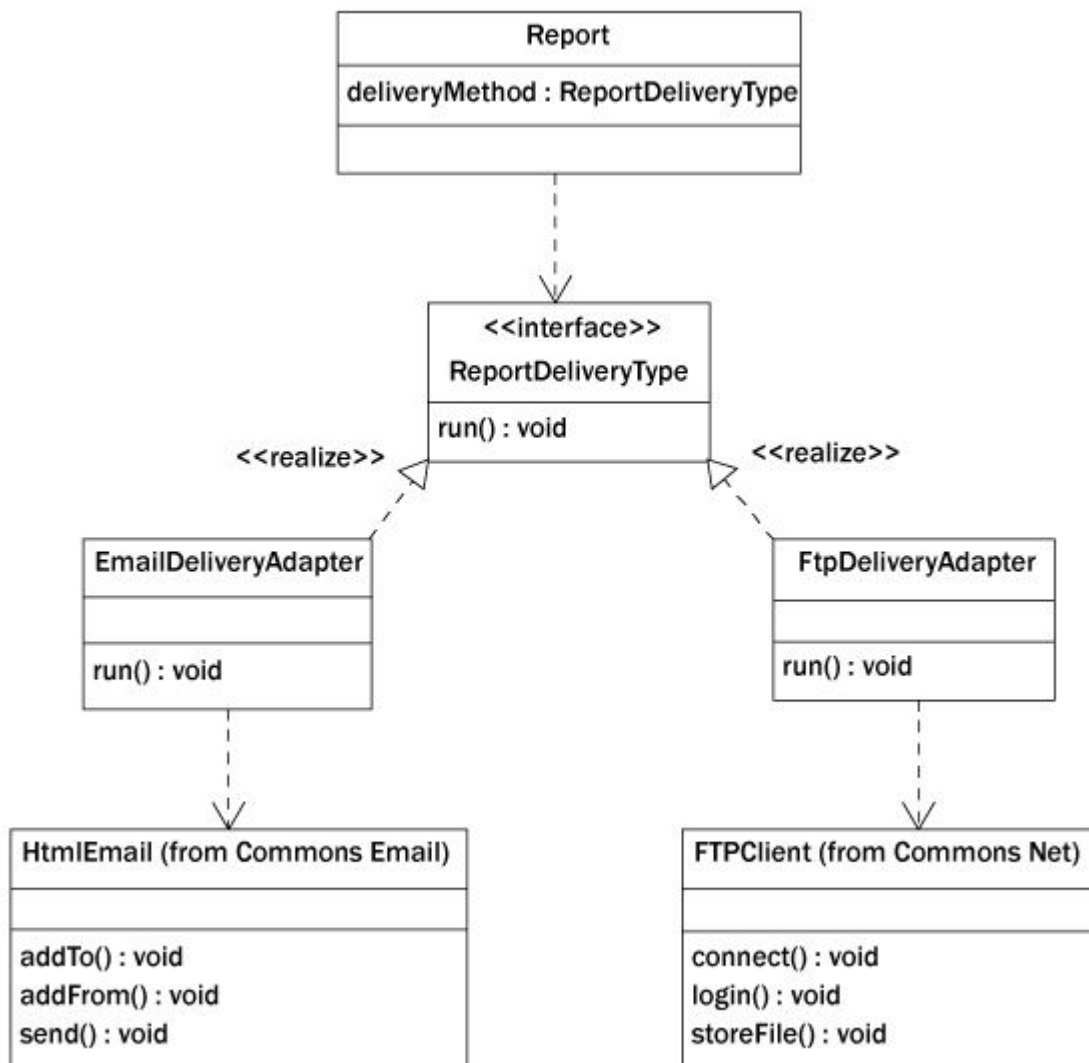 Report
deliveryMethod : ReportDeliveryType
<<interface>>
ReportDeliveryType
run() : void
<<realize>>
<<realize>>
EmailDeliveryAdapter
run() : void
FtpDeliveryAdapter
run() : void
HtmlEmail (from Commons Email)
addTo() : void
addFrom() : void
send() : void
FTPClient (from Commons Net)
connect() : void
login() : void
storeFile() : void